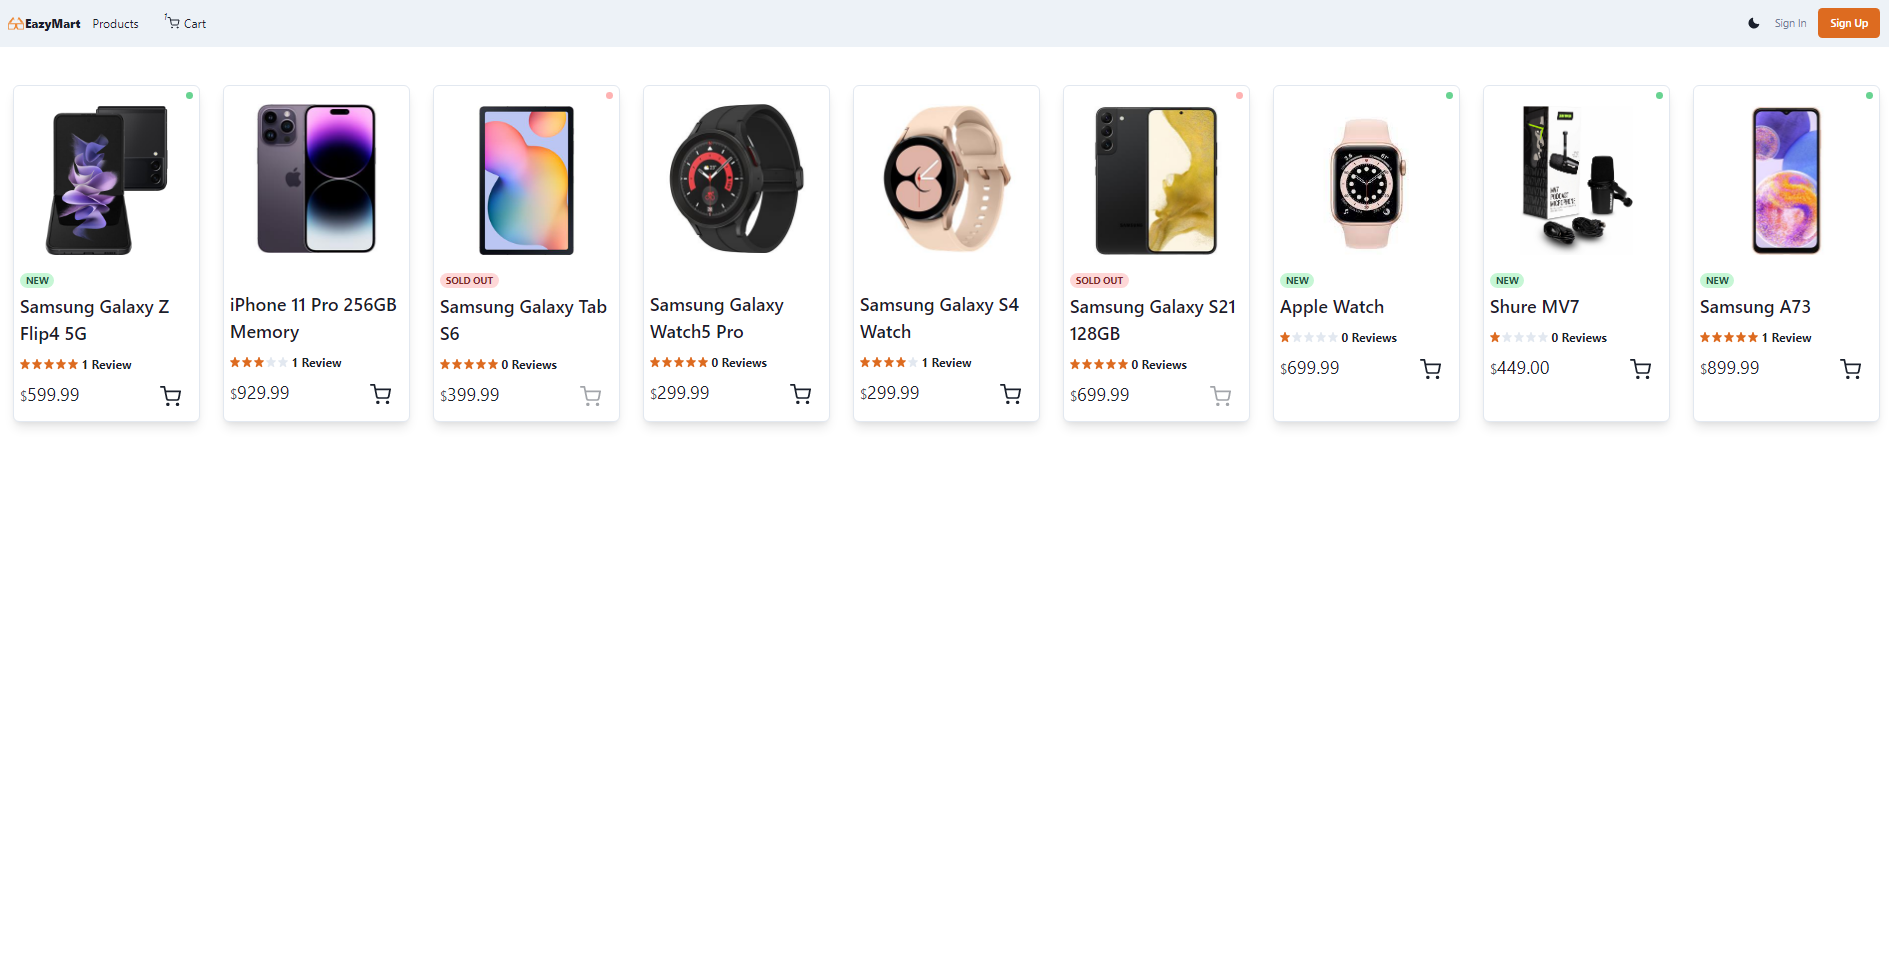 EazyMart Products 1 Cart Sign In Sign Up
NEW
Samsung Galaxy Z
Flip4 5G
1 Review
$599.99
iPhone 11 Pro 256GB
Memory
1 Review
$929.99
SOLD OUT
Samsung Galaxy Tab
S6
0 Reviews
$399.99
Samsung Galaxy
Watch5 Pro
0 Reviews
$299.99
Samsung Galaxy S4
Watch
1 Review
$299.99
SOLD OUT
Samsung Galaxy S21
128GB
0 Reviews
$699.99
NEW
Apple Watch
0 Reviews
$699.99
MV7
PODCAST
MICROPHONE
NEW
Shure MV7
0 Reviews
$449.00
NEW
Samsung A73
1 Review
$899.99